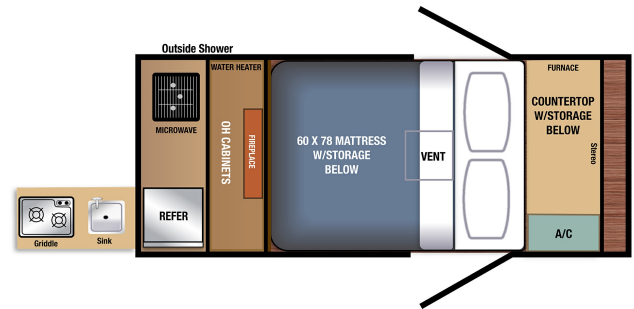 Outside Shower
WATER HEATER
MICROWAVE
OH CABINETS
FIREPLACE
REFER
Griddle
Sink
60 X 78 MATTRESS
W/STORAGE
BELOW
VENT
FURNACE
COUNTERTOP
W/STORAGE
BELOW
Stereo
A/C